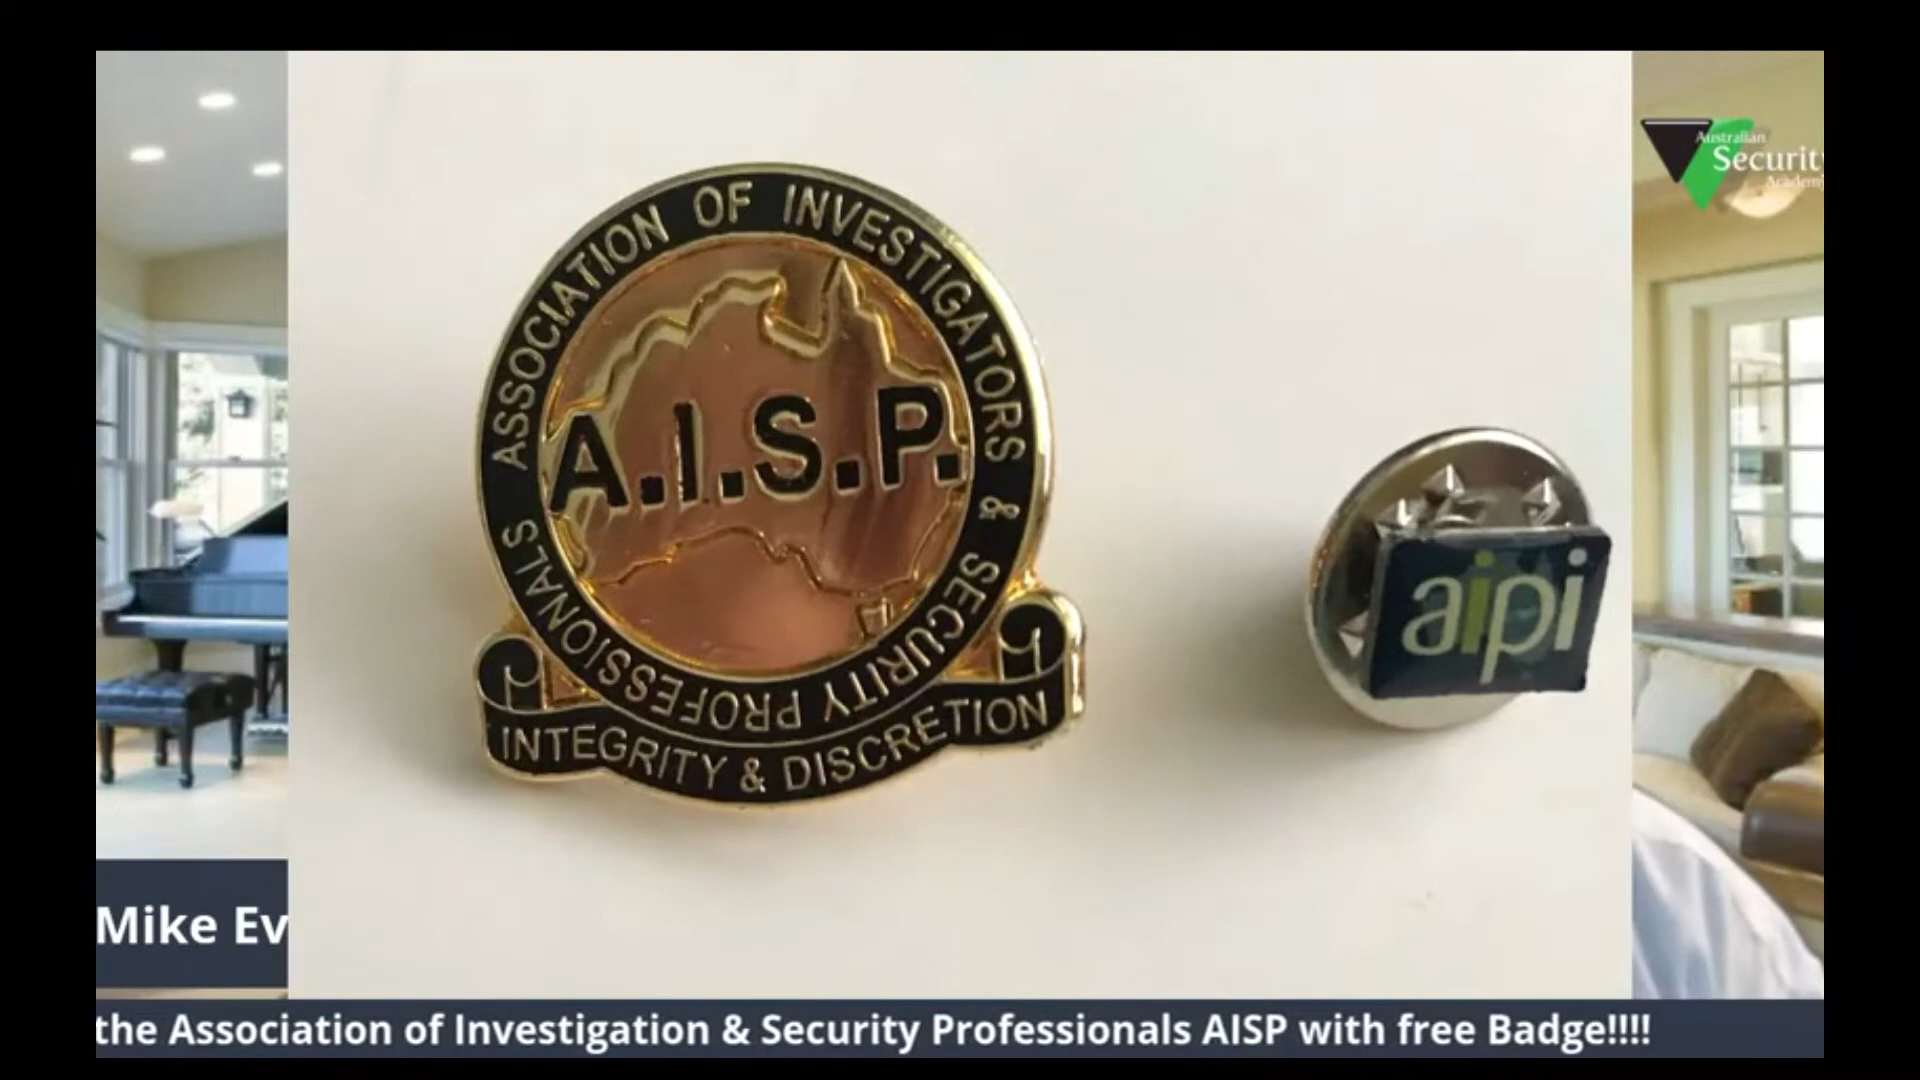 Australian
Security
Academy
ASSOCIATION OF INVESTIGATORS & SECURITY PROFESSIONALS
A.I.S.P.
INTEGRITY & DISCRETION
aipi
Mike Ev
the Association of Investigation & Security Professionals AISP with free Badge!!!!